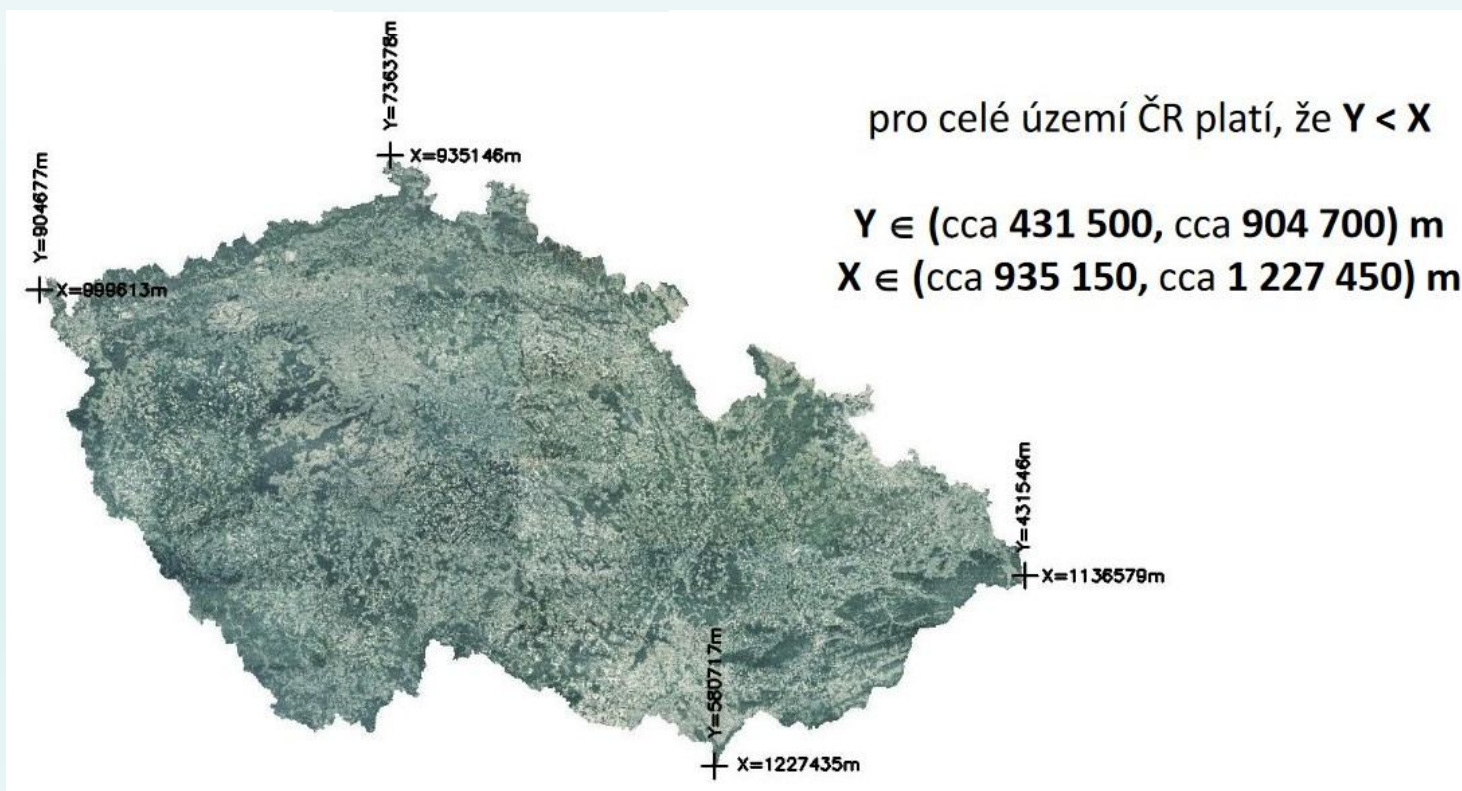 Y=736378m
X=935146m
pro celé území ČR platí, že Y < X
Y=904677m
X=999613m
Y ∈ (cca 431 500, cca 904 700) m
X ∈ (cca 935 150, cca 1 227 450) m
Y=431546m
X=1136579m
Y=580717m
X=1227435m